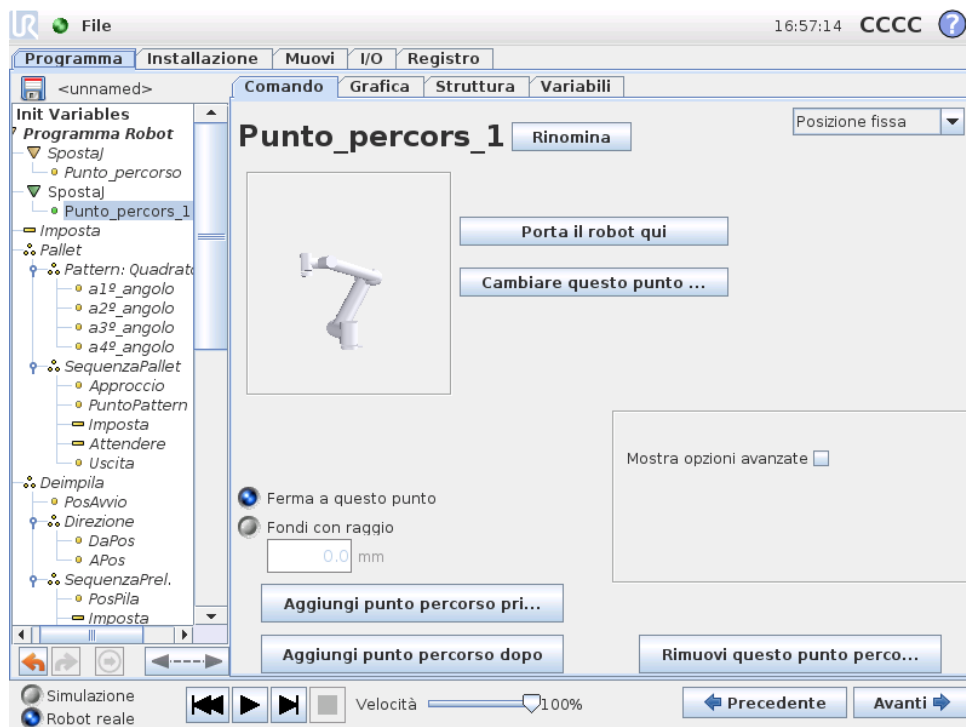 UR File 16:57:14 CCCC ?
Programma Installazione Muovi I/O Registro
<unnamed>
Comando Grafica Struttura Variabili
Init Variables
Programma Robot
SpostaJ
Punto_percorso
SpostaJ
Punto_percors_1
Imposta
Pallet
Pattern: Quadrato
a1º_angolo
a2º_angolo
a3º_angolo
a4º_angolo
SequenzaPallet
Approccio
PuntoPattern
Imposta
Attendere
Uscita
Deimpila
PosAvvio
Direzione
DaPos
APos
SequenzaPrel.
PosPila
Imposta
Punto_percors_1 Rinomina
Posizione fissa
Porta il robot qui
Cambiare questo punto ...
Mostra opzioni avanzate
Ferma a questo punto
Fondi con raggio
0.0 mm
Aggiungi punto percorso pri...
Aggiungi punto percorso dopo
Rimuovi questo punto perco...
Simulazione
Robot reale
Velocità 100%
Precedente
Avanti